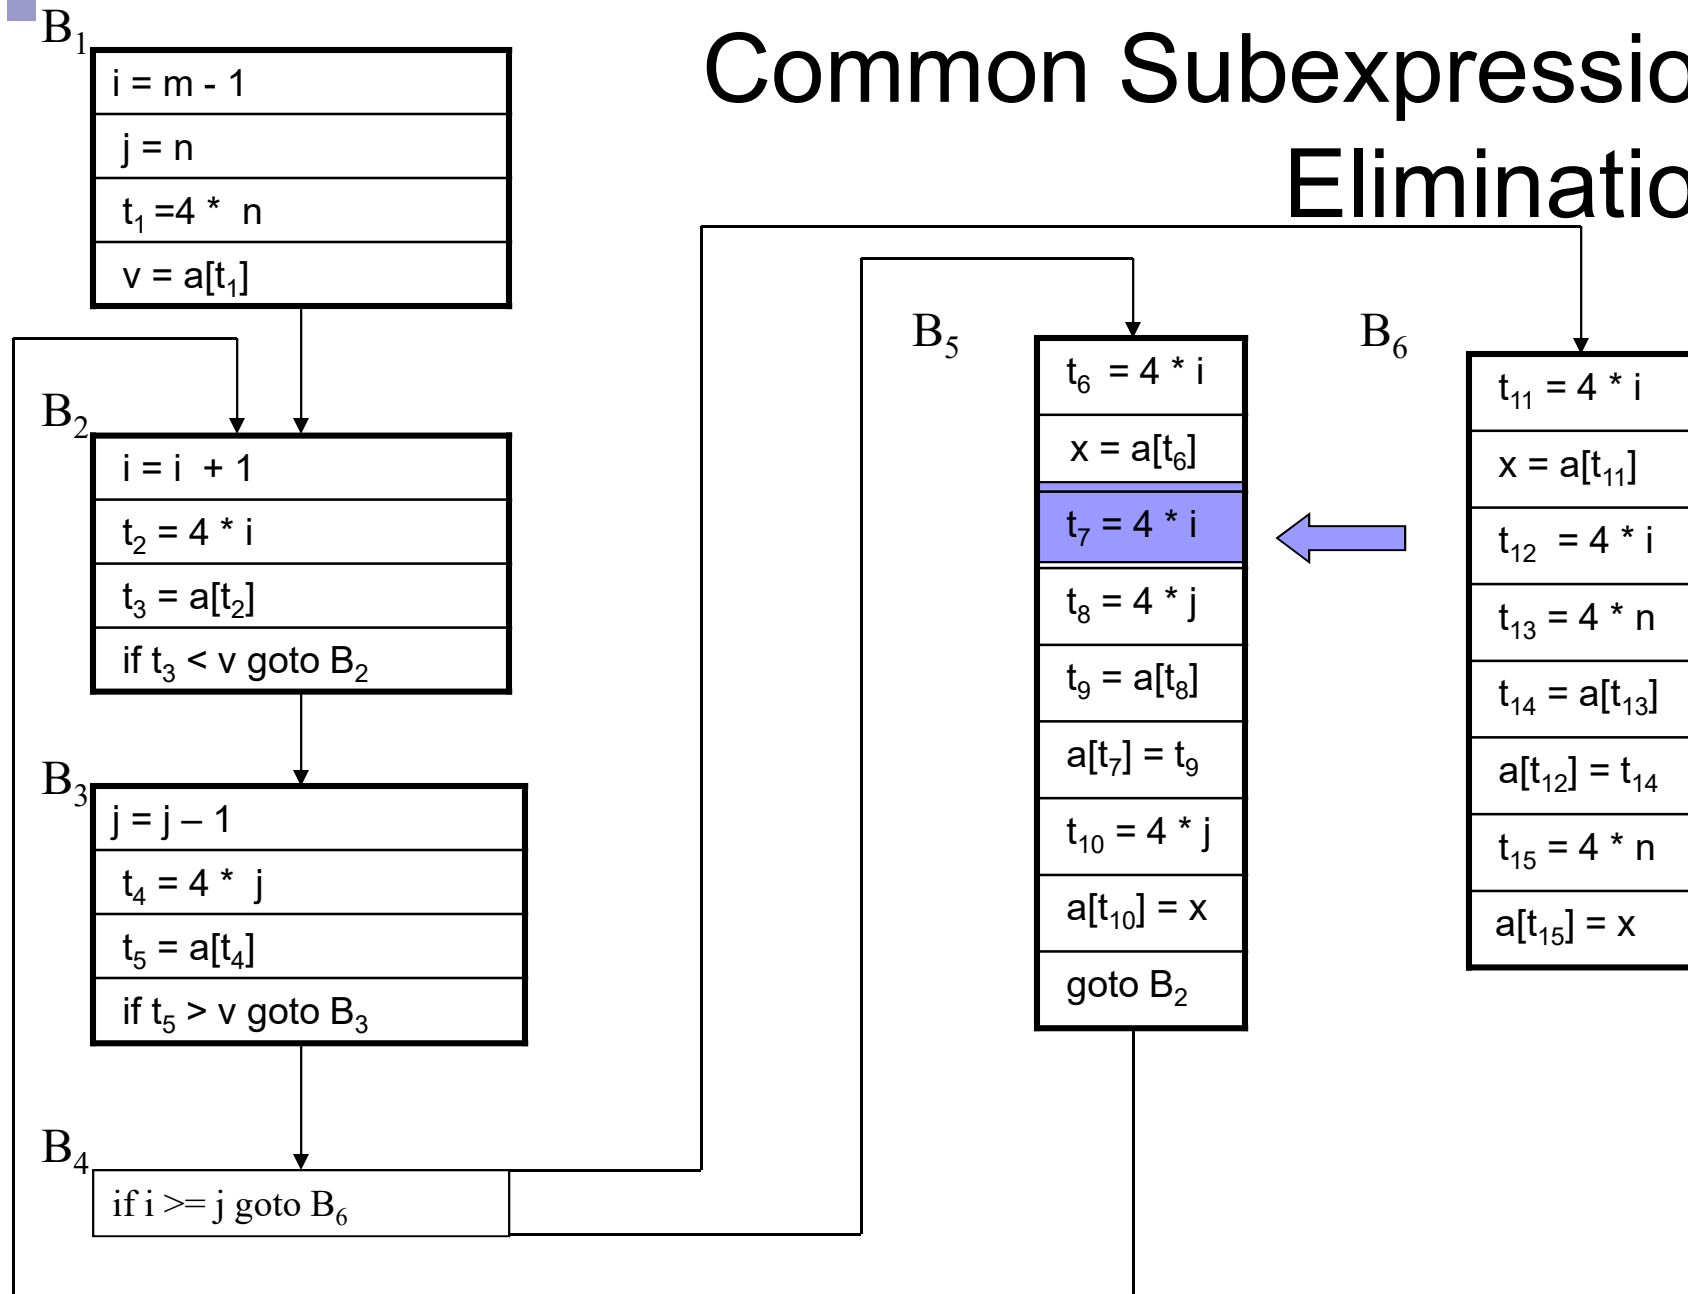 Common Subexpressio
Eliminatio
B₁
i = m - 1
j = n
t₁ =4 * n
v = a[t₁]
B₂
i = i + 1
t₂ = 4 * i
t₃ = a[t₂]
if t₃ < v goto B₂
B₃
j = j – 1
t₄ = 4 * j
t₅ = a[t₄]
if t₅ > v goto B₃
B₄
if i >= j goto B₆
B₅
t₆ = 4 * i
x = a[t₆]
t₇ = 4 * i
t₈ = 4 * j
t₉ = a[t₈]
a[t₇] = t₉
t₁₀ = 4 * j
a[t₁₀] = x
goto B₂
B₆
t₁₁ = 4 * i
x = a[t₁₁]
t₁₂ = 4 * i
t₁₃ = 4 * n
t₁₄ = a[t₁₃]
a[t₁₂] = t₁₄
t₁₅ = 4 * n
a[t₁₅] = x